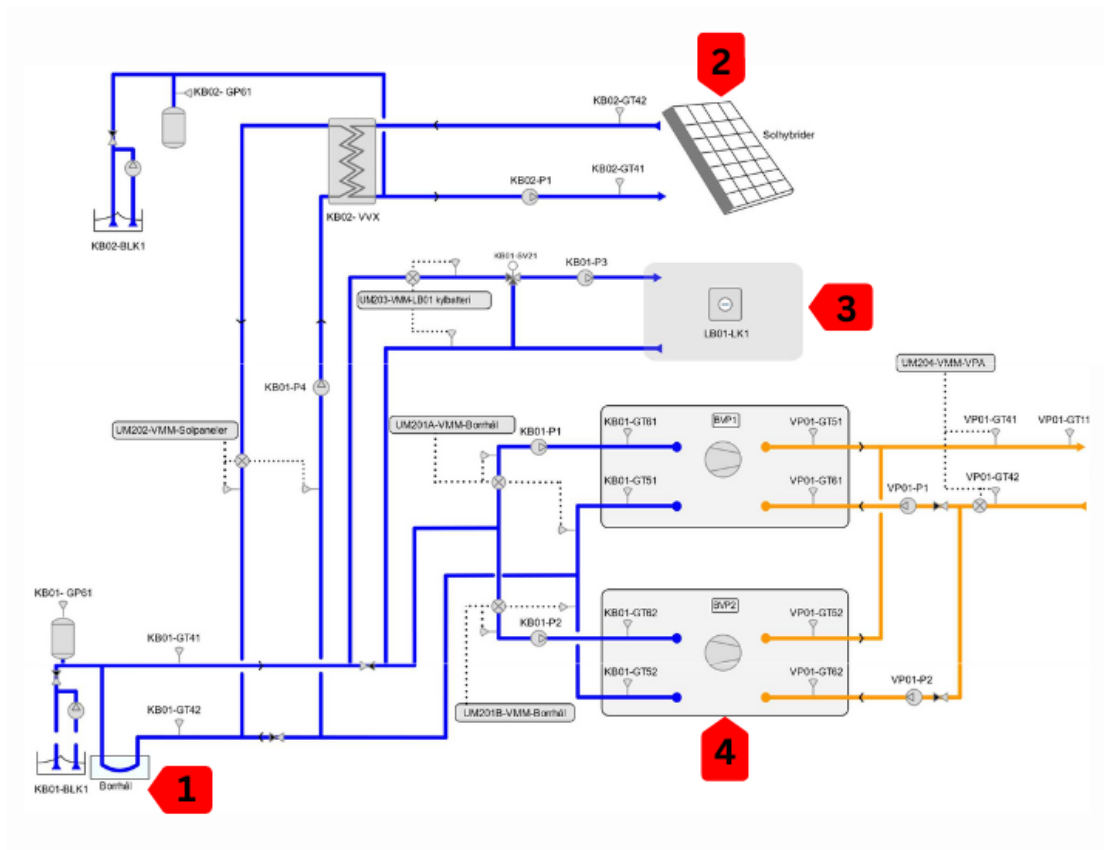 2
KB02- GP61
KB02-GT42
Solhybrider
KB02-GT41
KB02-P1
KB02- VVX
KB02-BLK1
KB01-SV21
KB01-P3
UM203-VMM-LB01 kylbatteri
3
LB01-LK1
UM204-VMM-VPA
KB01-P4
UM202-VMM-Solpaneler
UM201A-VMM-Borrhål
KB01-P1
KB01-GT61
BVP1
VP01-GT51
VP01-GT41
VP01-GT11
KB01-GT51
VP01-GT61
VP01-P1
VP01-GT42
KB01- GP61
KB01-GT41
KB01-P2
KB01-GT62
BVP2
VP01-GT52
KB01-GT52
VP01-GT62
VP01-P2
KB01-GT42
UM201B-VMM-Borrhål
4
KB01-BLK1
Borrhål
1